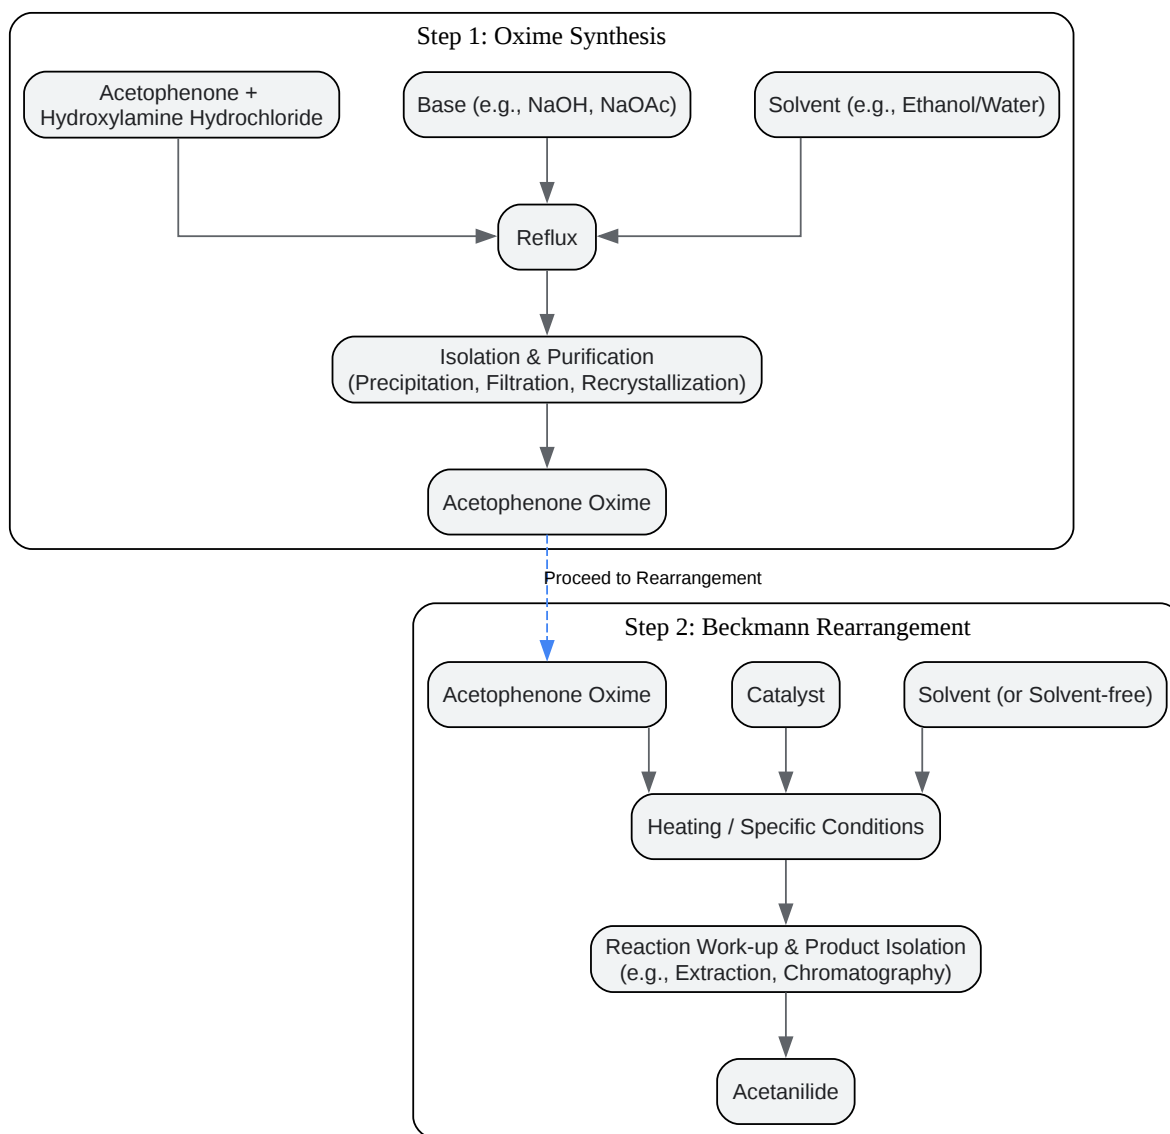 Step 1: Oxime Synthesis
Acetophenone +
Hydroxylamine Hydrochloride
Base (e.g., NaOH, NaOAc)
Solvent (e.g., Ethanol/Water)
Reflux
Isolation & Purification
(Precipitation, Filtration, Recrystallization)
Acetophenone Oxime
Proceed to Rearrangement
Step 2: Beckmann Rearrangement
Acetophenone Oxime
Catalyst
Solvent (or Solvent-free)
Heating / Specific Conditions
Reaction Work-up & Product Isolation
(e.g., Extraction, Chromatography)
Acetanilide